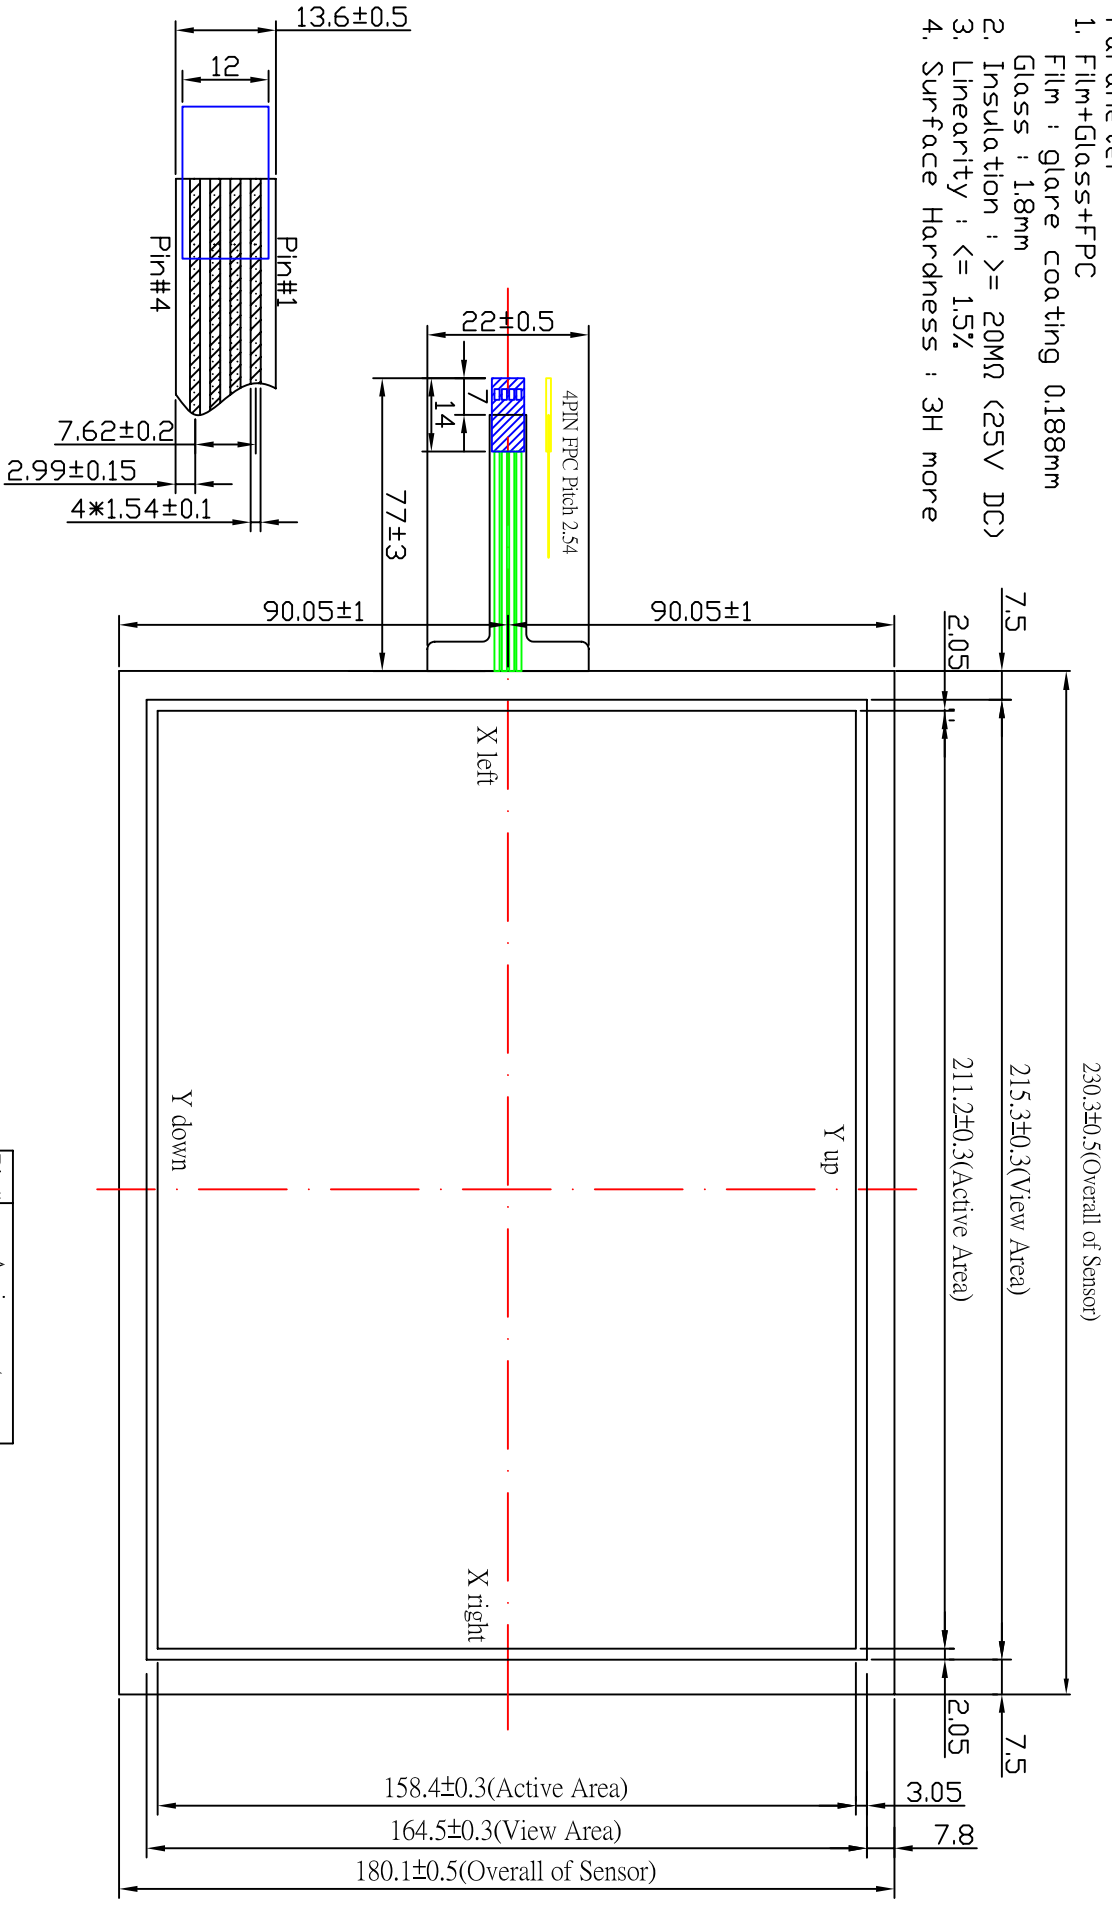 1. Film+Glass+FPC
Film : glare coating 0.188mm
Glass : 1.8mm
2. Insulation : >= 20MΩ (25V DC)
3. Linearity : <= 1.5%
4. Surface Hardness : 3H more
13.6±0.5
12
Pin#1
Pin#4
7.62±0.2
2.99±0.15
4*1.54±0.1
22±0.5
7
14
77±3
4PIN FPC Pitch 2.54
90.05±1
90.05±1
7.5
2.05
230.3±0.5(Overall of Sensor)
215.3±0.3(View Area)
211.2±0.3(Active Area)
X left
Y up
Y down
X right
2.05
7.5
158.4±0.3(Active Area)
3.05
164.5±0.3(View Area)
7.8
180.1±0.5(Overall of Sensor)